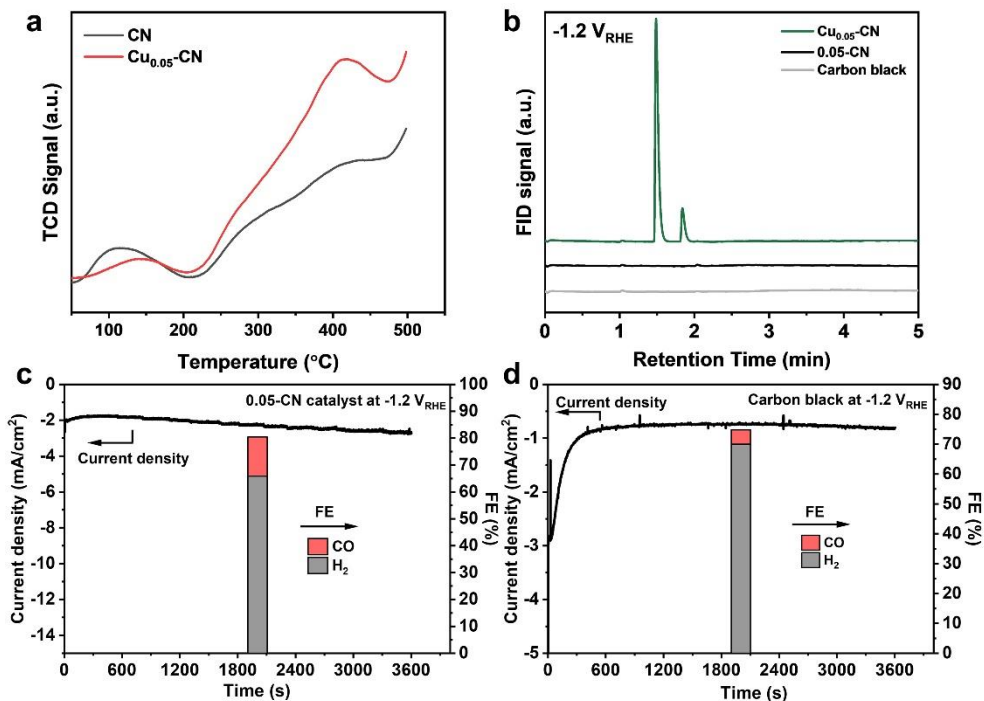 a
CN
Cu0.05-CN
TCD Signal (a.u.)
100
200
300
400
500
Temperature (°C)
b
-1.2 VRHE
Cu0.05-CN
0.05-CN
Carbon black
FID signal (a.u.)
0
1
2
3
4
5
Retention Time (min)
c
0.05-CN catalyst at -1.2 VRHE
Current density
FE
CO
H2
Current density (mA/cm2)
0
-2
-4
-6
-8
-10
-12
-14
FE (%)
100
90
80
70
60
50
40
30
20
10
0
0
600
1200
1800
2400
3000
3600
Time (s)
d
Current density
Carbon black at -1.2 VRHE
FE
CO
H2
Current density (mA/cm2)
0
-1
-2
-3
-4
-5
FE (%)
90
80
70
60
50
40
30
20
10
0
0
600
1200
1800
2400
3000
3600
Time (s)